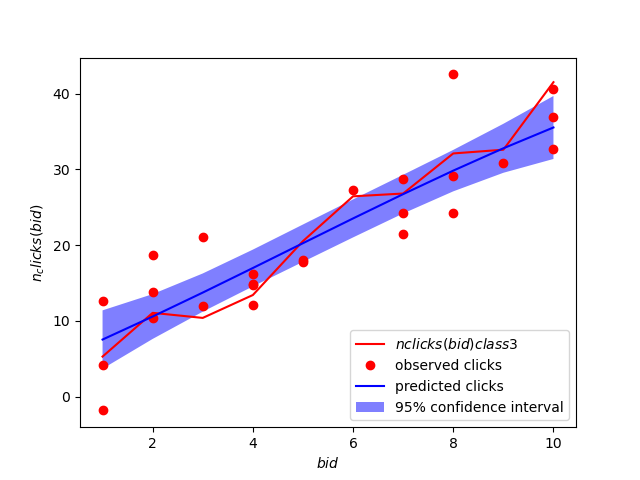 40
30
20
10
0
n_clicks(bid)
2
4
6
8
10
bid
nclicks(bid)class3
observed clicks
predicted clicks
95% confidence interval